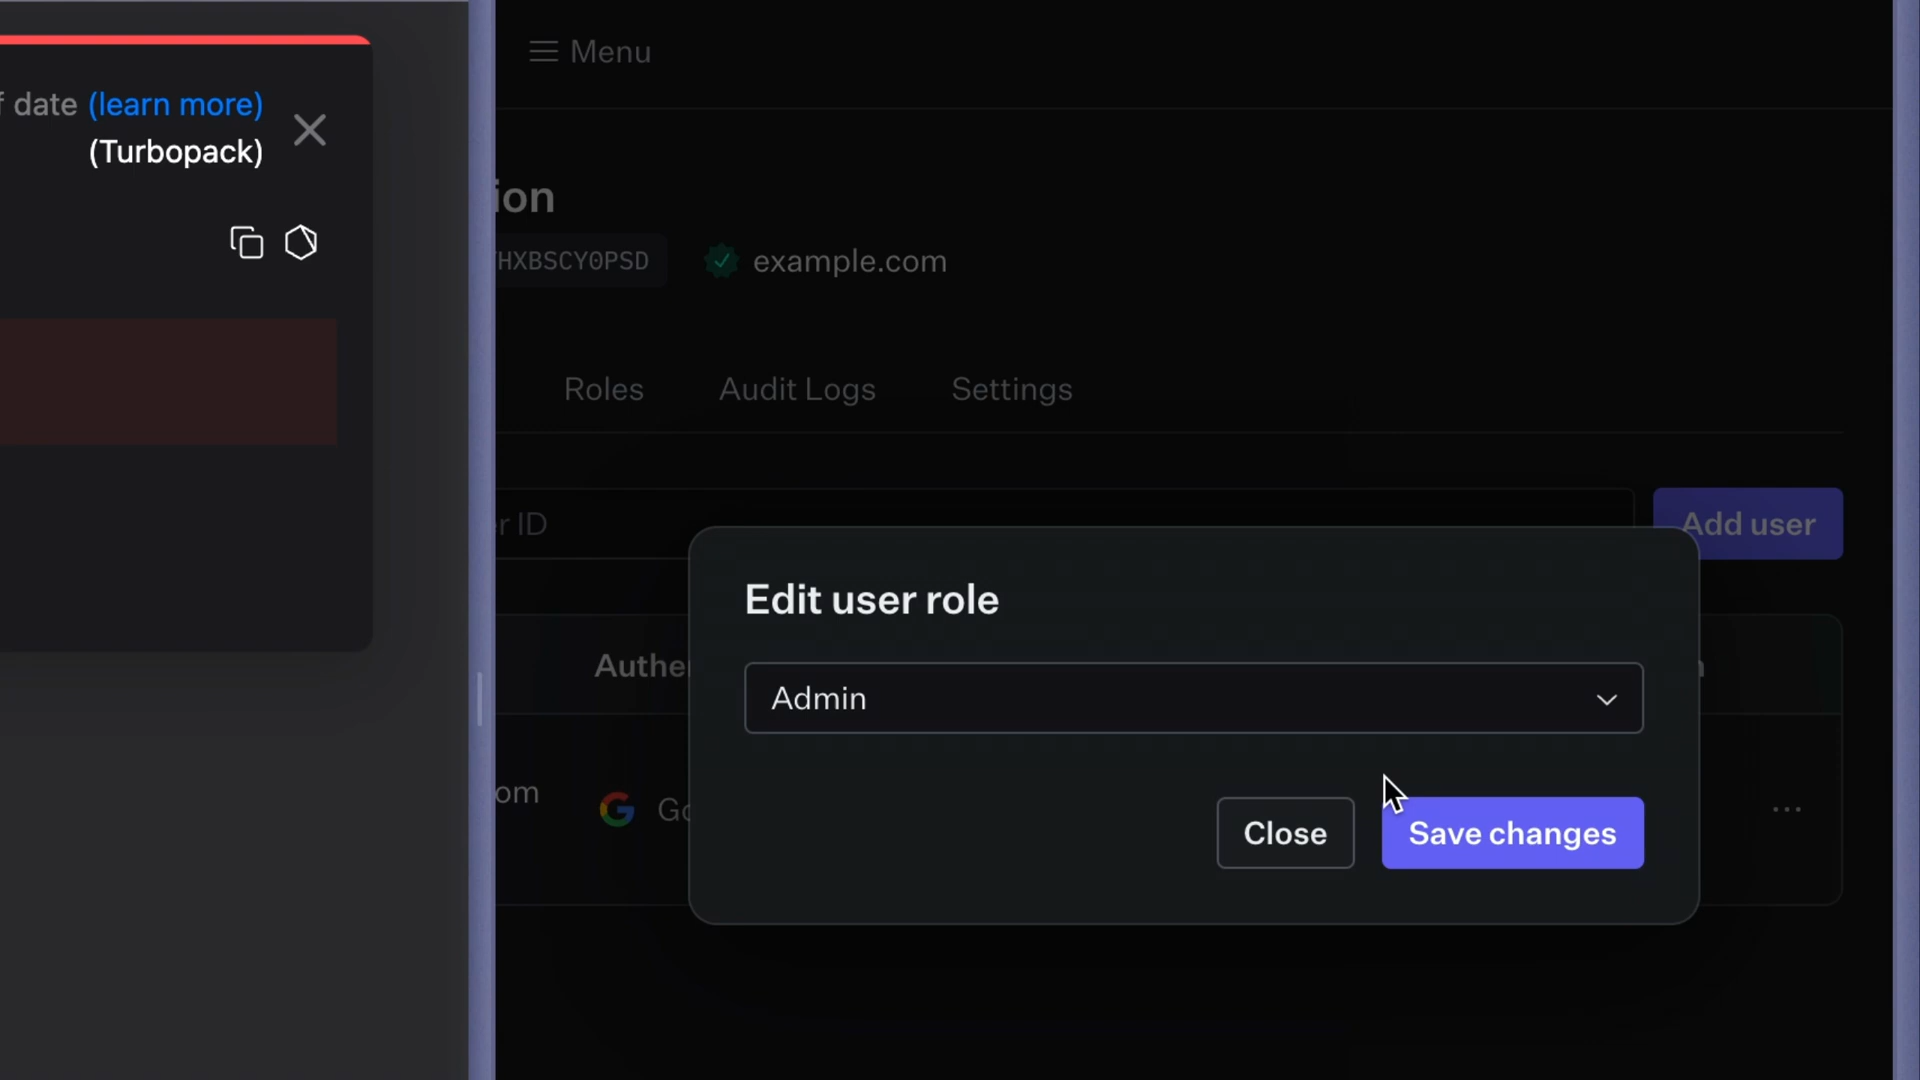 date (learn more)
(Turbopack)
Menu
ion
HXBSCY0PSD
example.com
Roles
Audit Logs
Settings
r ID
Add user
Edit user role
Authe
Admin
om
Go
Close
Save changes